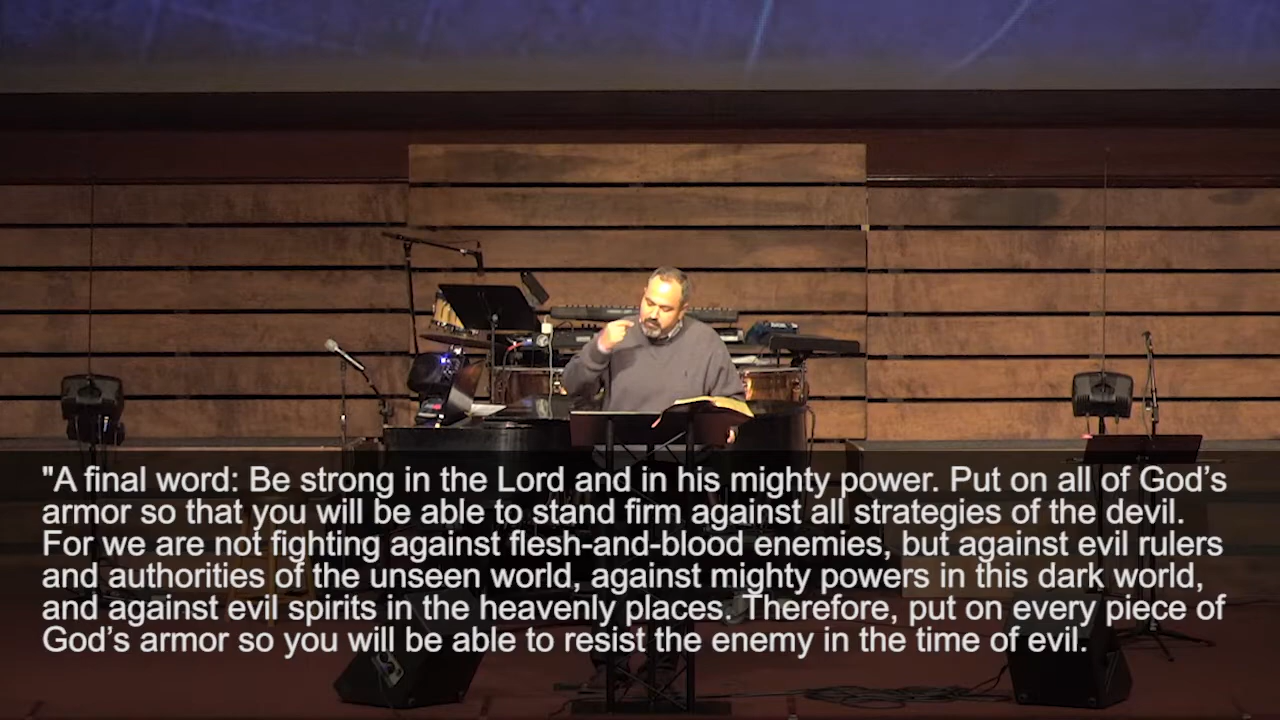 "A final word: Be strong in the Lord and in his mighty power. Put on all of God’s
armor so that you will be able to stand firm against all strategies of the devil.
For we are not fighting against flesh-and-blood enemies, but against evil rulers
and authorities of the unseen world, against mighty powers in this dark world,
and against evil spirits in the heavenly places. Therefore, put on every piece of
God’s armor so you will be able to resist the enemy in the time of evil.